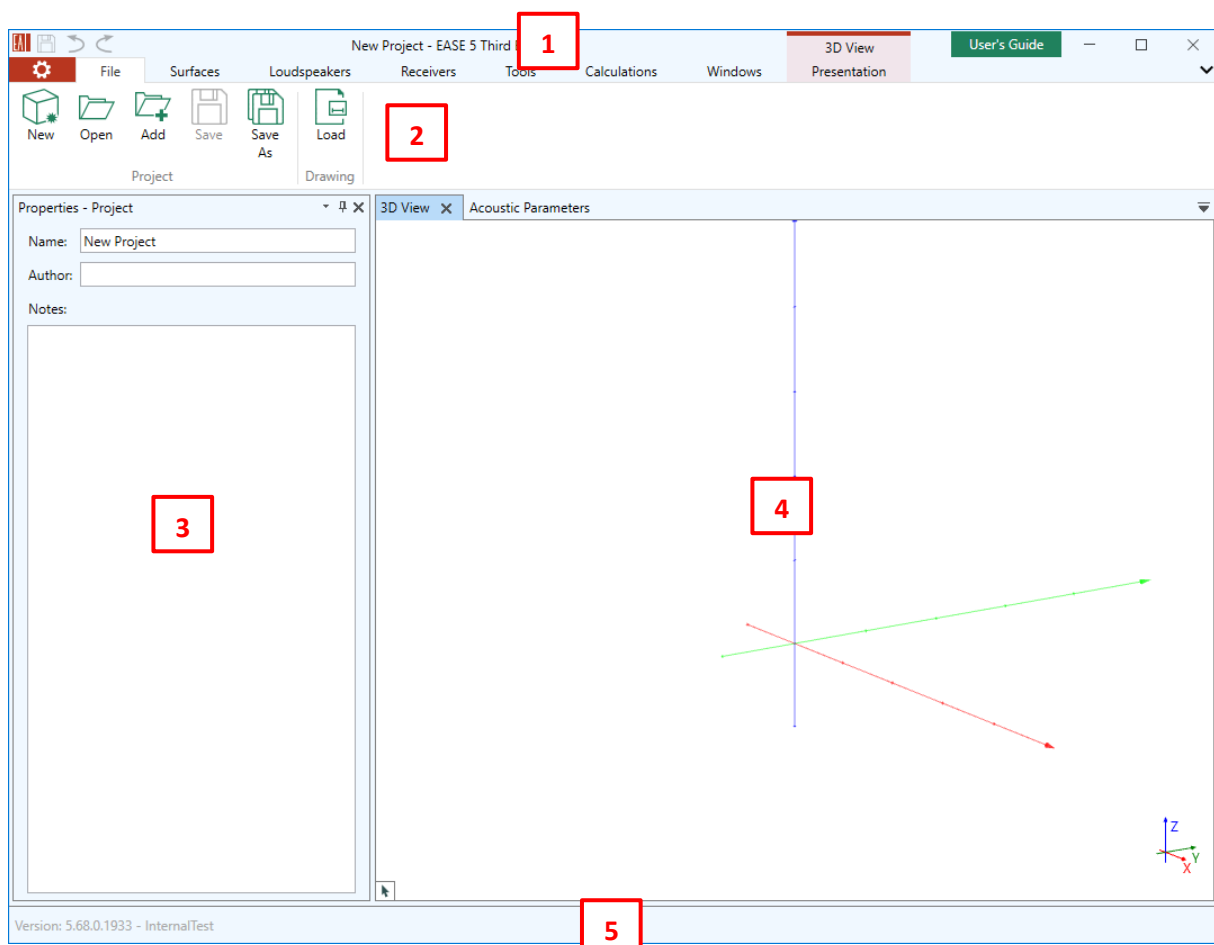 EA
New Project - EASE 5 Third
1
3D View
User's Guide
File Surfaces Loudspeakers Receivers Tools Calculations Windows Presentation
New Open Add Save Save As Load
2
Project Drawing
Properties - Project
3D View Acoustic Parameters
Name: New Project
Author:
Notes:
3
4
Z
Y
X
5
Version: 5.68.0.1933 - InternalTest